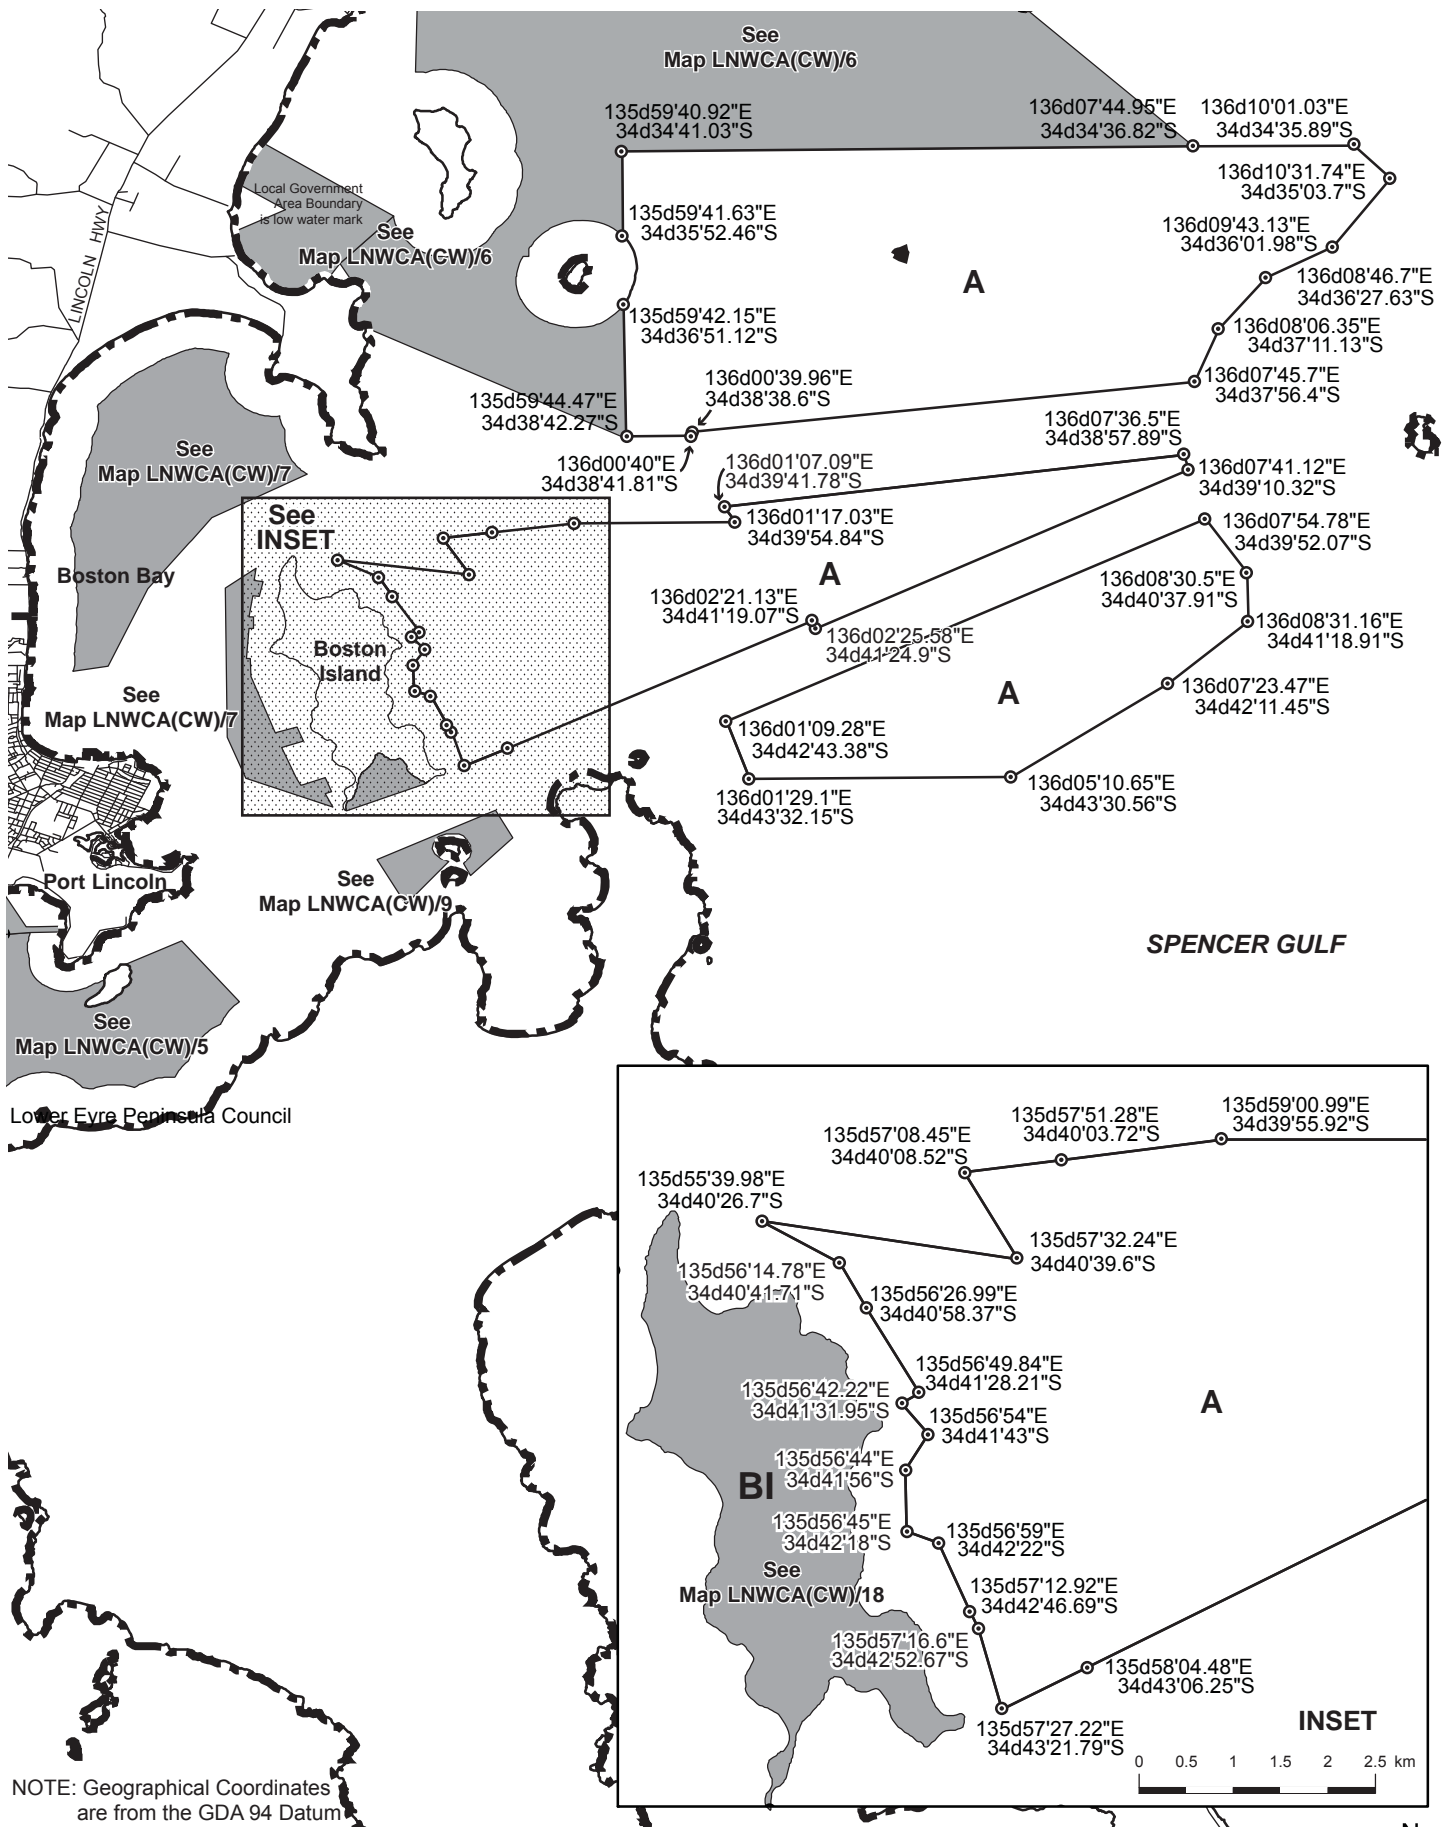 See
Map LNWCA(CW)/6
135d59'40.92"E
34d34'41.03"S
136d07'44.95"E
34d34'36.82"S
136d10'01.03"E
34d34'35.89"S
136d10'31.74"E
34d35'03.7"S
Local Government
Area Boundary
is low water mark
LINCOLN HWY
See
Map LNWCA(CW)/6
135d59'41.63"E
34d35'52.46"S
136d09'43.13"E
34d36'01.98"S
A
136d08'46.7"E
34d36'27.63"S
135d59'42.15"E
34d36'51.12"S
136d08'06.35"E
34d37'11.13"S
136d00'39.96"E
34d38'38.6"S
136d07'45.7"E
34d37'56.4"S
135d59'44.47"E
34d38'42.27"S
136d07'36.5"E
34d38'57.89"S
See
Map LNWCA(CW)/7
136d00'40"E
34d38'41.81"S
136d01'07.09"E
34d39'41.78"S
136d07'41.12"E
34d39'10.32"S
See
INSET
136d01'17.03"E
34d39'54.84"S
136d07'54.78"E
34d39'52.07"S
Boston Bay
A
136d08'30.5"E
34d40'37.91"S
136d02'21.13"E
34d41'19.07"S
136d02'25.58"E
34d41'24.9"S
136d08'31.16"E
34d41'18.91"S
Boston
Island
See
Map LNWCA(CW)/7
A
136d07'23.47"E
34d42'11.45"S
136d01'09.28"E
34d42'43.38"S
136d01'29.1"E
34d43'32.15"S
136d05'10.65"E
34d43'30.56"S
Port Lincoln
See
Map LNWCA(CW)/9
SPENCER GULF
See
Map LNWCA(CW)/5
Lower Eyre Peninsula Council
135d57'51.28"E
34d40'03.72"S
135d59'00.99"E
34d39'55.92"S
135d57'08.45"E
34d40'08.52"S
135d55'39.98"E
34d40'26.7"S
135d57'32.24"E
34d40'39.6"S
135d56'14.78"E
34d40'41.71"S
135d56'26.99"E
34d40'58.37"S
135d56'49.84"E
34d41'28.21"S
135d56'42.22"E
34d41'31.95"S
A
135d56'54"E
34d41'43"S
135d56'44"E
34d41'56"S
BI
135d56'45"E
34d42'18"S
135d56'59"E
34d42'22"S
See
Map LNWCA(CW)/18
135d57'12.92"E
34d42'46.69"S
135d57'16.6"E
34d42'52.67"S
135d58'04.48"E
34d43'06.25"S
135d57'27.22"E
34d43'21.79"S
INSET
0 0.5 1 1.5 2 2.5 km
NOTE: Geographical Coordinates
are from the GDA 94 Datum